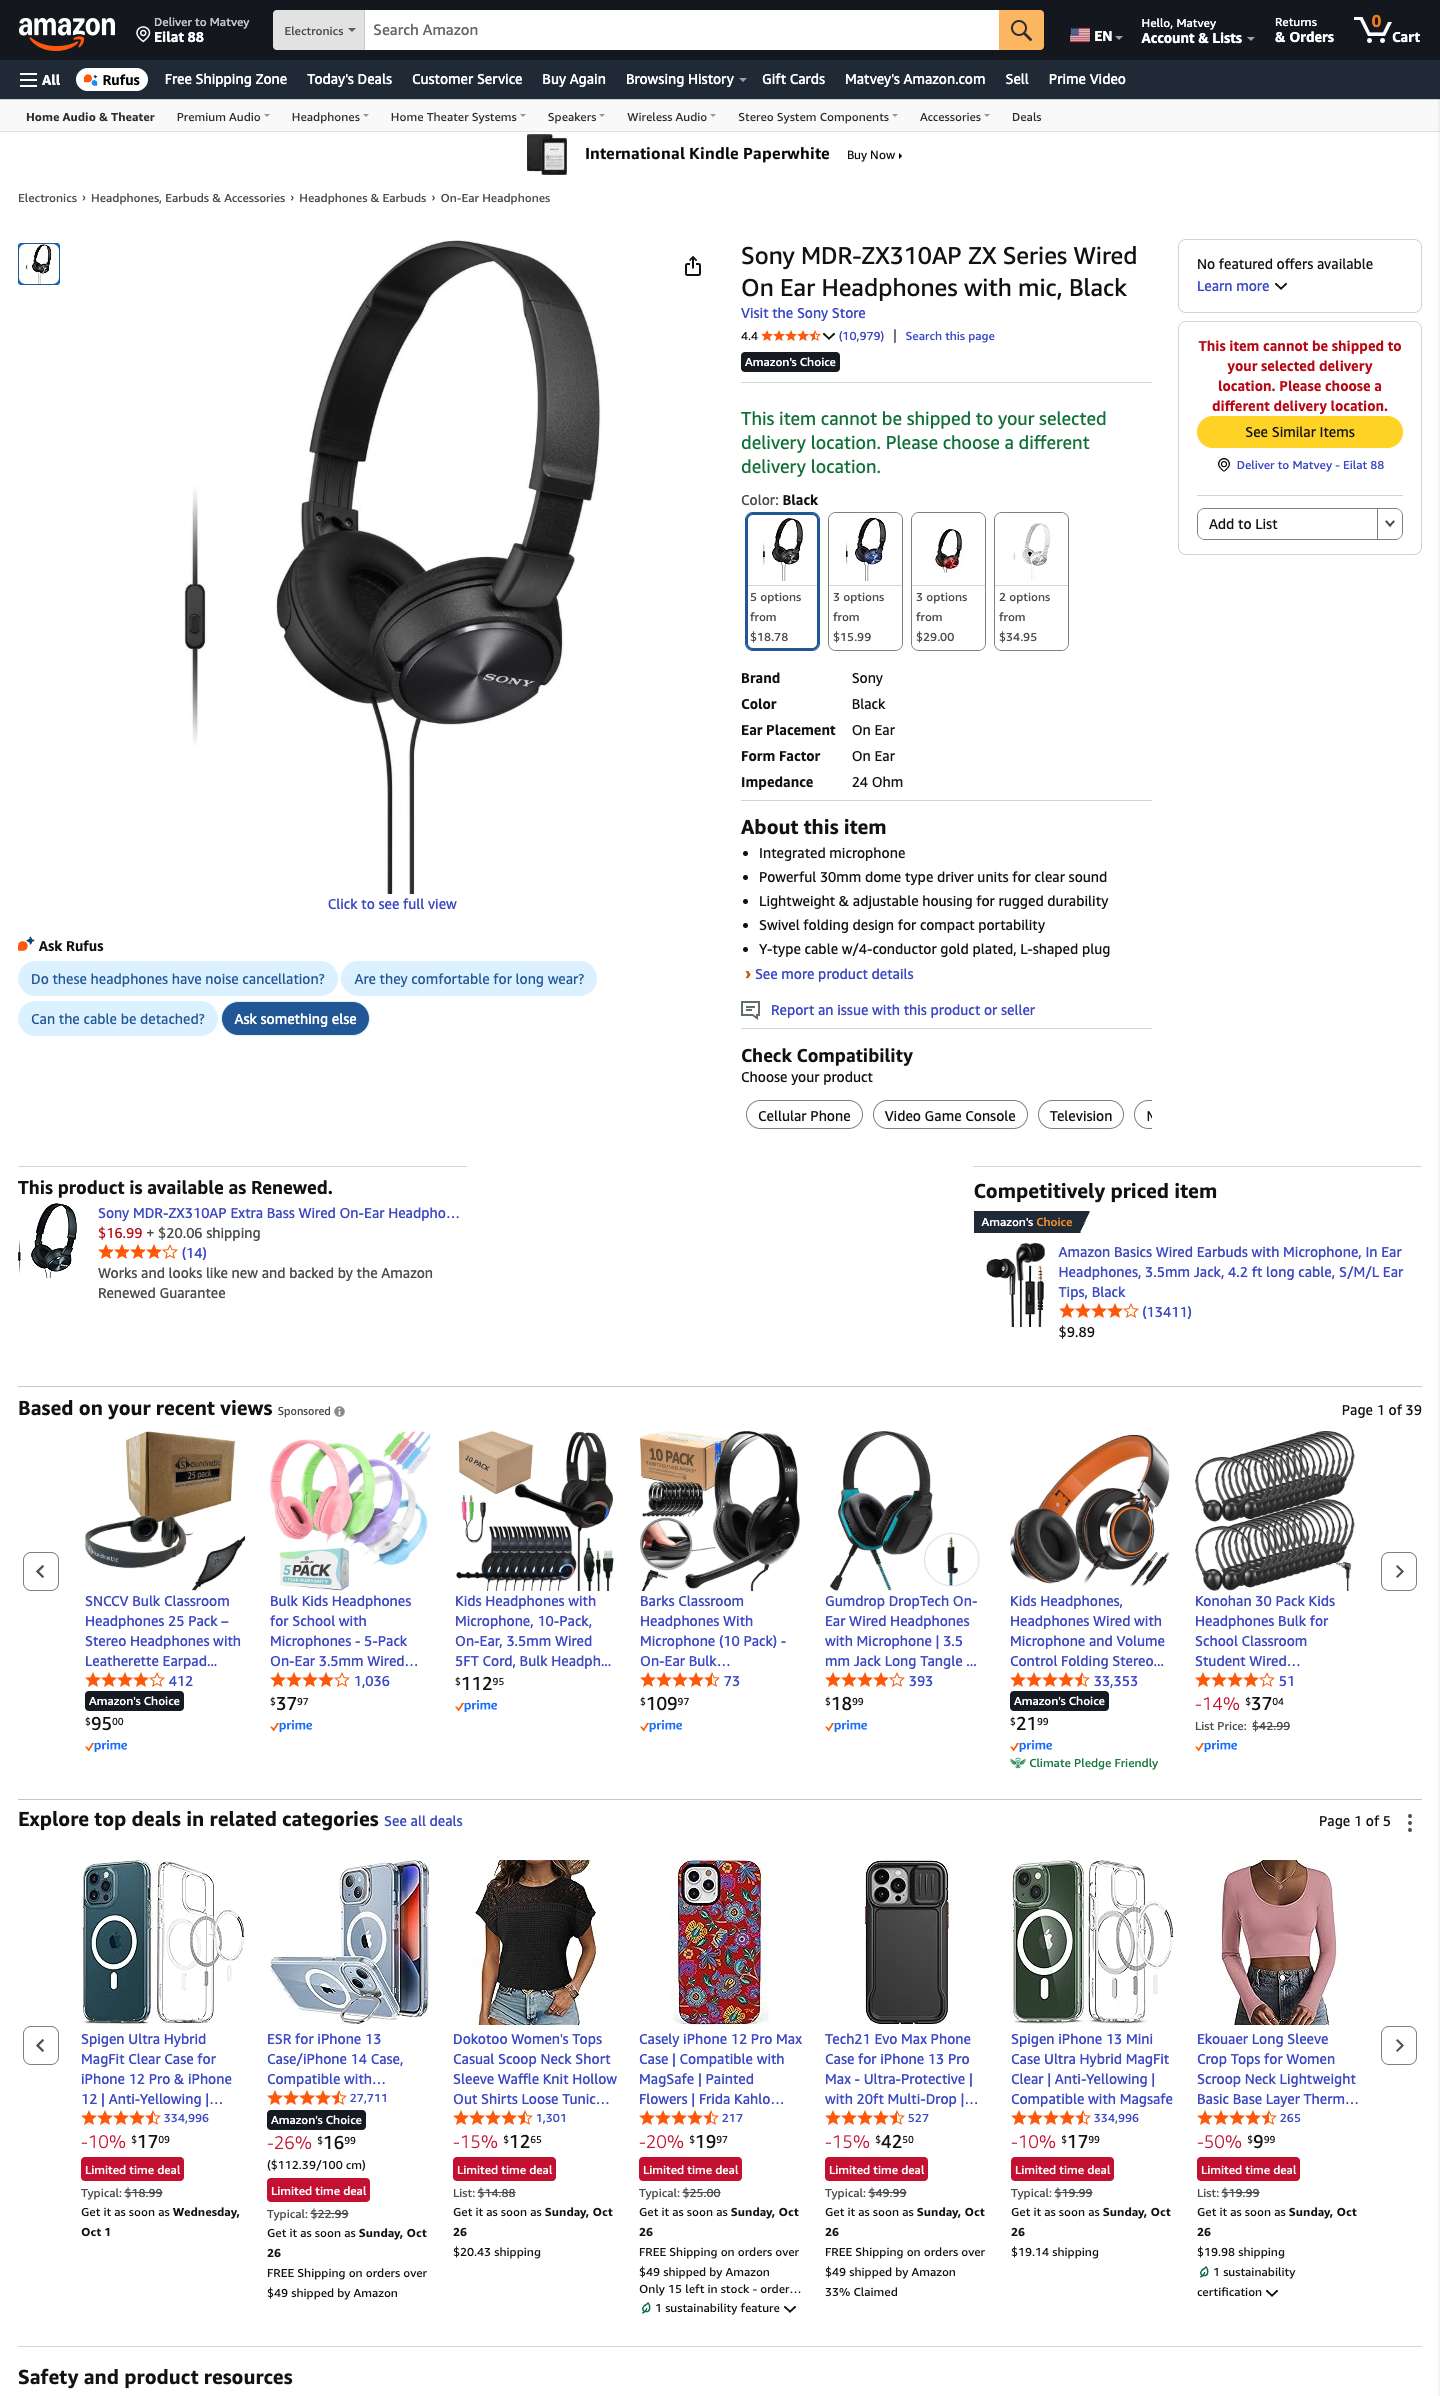 amazon
Deliver to Matvey
Eilat 88
Electronics
Search Amazon
EN
Hello, Matvey
Account & Lists
Returns
& Orders
0
Cart
All
Rufus
Free Shipping Zone
Today's Deals
Customer Service
Buy Again
Browsing History
Gift Cards
Matvey's Amazon.com
Sell
Prime Video
Home Audio & Theater
Premium Audio
Headphones
Home Theater Systems
Speakers
Wireless Audio
Stereo System Components
Accessories
Deals
International Kindle Paperwhite
Buy Now
Electronics › Headphones, Earbuds & Accessories › Headphones & Earbuds › On-Ear Headphones
SONY
Click to see full view
Ask Rufus
Do these headphones have noise cancellation?
Are they comfortable for long wear?
Can the cable be detached?
Ask something else
Sony MDR-ZX310AP ZX Series Wired
On Ear Headphones with mic, Black
Visit the Sony Store
4.4 (10,979) | Search this page
Amazon's Choice
This item cannot be shipped to your selected
delivery location. Please choose a different
delivery location.
Color: Black
5 options
from
$18.78
3 options
from
$15.99
3 options
from
$29.00
2 options
from
$34.95
Brand Sony
Color Black
Ear Placement On Ear
Form Factor On Ear
Impedance 24 Ohm
About this item
• Integrated microphone
• Powerful 30mm dome type driver units for clear sound
• Lightweight & adjustable housing for rugged durability
• Swivel folding design for compact portability
• Y-type cable w/4-conductor gold plated, L-shaped plug
› See more product details
Report an issue with this product or seller
Check Compatibility
Choose your product
Cellular Phone
Video Game Console
Television
No featured offers available
Learn more
This item cannot be shipped to
your selected delivery
location. Please choose a
different delivery location.
See Similar Items
Deliver to Matvey - Eilat 88
Add to List
This product is available as Renewed.
Sony MDR-ZX310AP Extra Bass Wired On-Ear Headpho…
$16.99 + $20.06 shipping
(14)
Works and looks like new and backed by the Amazon
Renewed Guarantee
Competitively priced item
Amazon's Choice
Amazon Basics Wired Earbuds with Microphone, In Ear
Headphones, 3.5mm Jack, 4.2 ft long cable, S/M/L Ear
Tips, Black
(13411)
$9.89
Based on your recent views Sponsored
Page 1 of 39
Soundnetic
25 pack
SNCCV Bulk Classroom
Headphones 25 Pack –
Stereo Headphones with
Leatherette Earpad...
412
Amazon's Choice
$95.00
prime
5 PACK
Bulk Kids Headphones
for School with
Microphones - 5-Pack
On-Ear 3.5mm Wired…
1,036
$37.97
prime
10 PACK
Kids Headphones with
Microphone, 10-Pack,
On-Ear, 3.5mm Wired
5FT Cord, Bulk Headph...
$112.95
prime
10 PACK
Barks Classroom
Headphones With
Microphone (10 Pack) -
On-Ear Bulk…
73
$109.97
prime
Gumdrop DropTech On-
Ear Wired Headphones
with Microphone | 3.5
mm Jack Long Tangle ...
393
$18.99
prime
Kids Headphones,
Headphones Wired with
Microphone and Volume
Control Folding Stereo...
33,353
Amazon's Choice
$21.99
prime
Climate Pledge Friendly
Konohan 30 Pack Kids
Headphones Bulk for
School Classroom
Student Wired...
51
-14% $37.04
List Price: $42.99
prime
Explore top deals in related categories See all deals
Page 1 of 5
Spigen Ultra Hybrid
MagFit Clear Case for
iPhone 12 Pro & iPhone
12 | Anti-Yellowing |…
334,996
-10% $17.09
Limited time deal
Typical: $18.99
Get it as soon as Wednesday,
Oct 1
ESR for iPhone 13
Case/iPhone 14 Case,
Compatible with…
27,711
Amazon's Choice
-26% $16.99
($112.39/100 cm)
Limited time deal
Typical: $22.99
Get it as soon as Sunday, Oct
26
FREE Shipping on orders over
$49 shipped by Amazon
Dokotoo Women's Tops
Casual Scoop Neck Short
Sleeve Waffle Knit Hollow
Out Shirts Loose Tunic…
1,301
-15% $12.65
Limited time deal
List: $14.88
Get it as soon as Sunday, Oct
26
$20.43 shipping
Casely iPhone 12 Pro Max
Case | Compatible with
MagSafe | Painted
Flowers | Frida Kahlo…
217
-20% $19.97
Limited time deal
Typical: $25.00
Get it as soon as Sunday, Oct
26
FREE Shipping on orders over
$49 shipped by Amazon
Only 15 left in stock - order…
1 sustainability feature
Tech21 Evo Max Phone
Case for iPhone 13 Pro
Max - Ultra-Protective |
with 20ft Multi-Drop |…
527
-15% $42.50
Limited time deal
Typical: $49.99
Get it as soon as Sunday, Oct
26
FREE Shipping on orders over
$49 shipped by Amazon
33% Claimed
Spigen iPhone 13 Mini
Case Ultra Hybrid MagFit
Clear | Anti-Yellowing |
Compatible with Magsafe
334,996
-10% $17.99
Limited time deal
Typical: $19.99
Get it as soon as Sunday, Oct
26
$19.14 shipping
Ekouaer Long Sleeve
Crop Tops for Women
Scroop Neck Lightweight
Basic Base Layer Therm…
265
-50% $9.99
Limited time deal
List: $19.99
Get it as soon as Sunday, Oct
26
$19.98 shipping
1 sustainability
certification
Safety and product resources